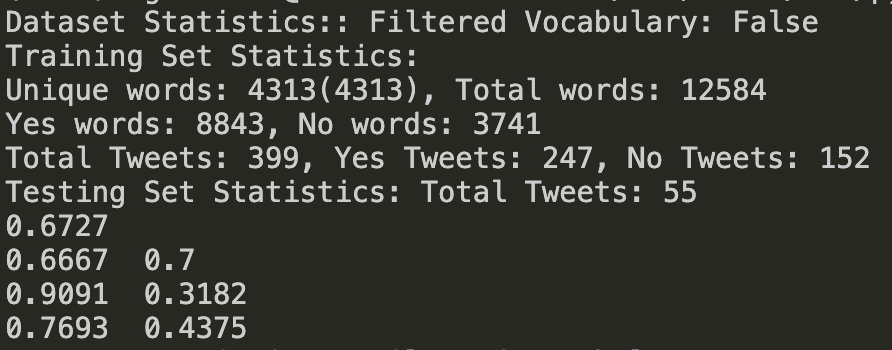 Dataset Statistics:: Filtered Vocabulary: False
Training Set Statistics:
Unique words: 4313(4313), Total words: 12584
Yes words: 8843, No words: 3741
Total Tweets: 399, Yes Tweets: 247, No Tweets: 152
Testing Set Statistics: Total Tweets: 55
0.6727
0.6667  0.7
0.9091  0.3182
0.7693  0.4375